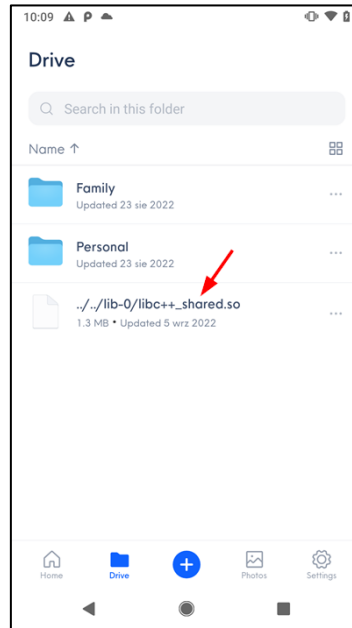 10:09
Drive
Search in this folder
Name ↑
Family
Updated 23 sie 2022
Personal
Updated 23 sie 2022
../../lib-0/libc++_shared.so
1.3 MB • Updated 5 wrz 2022
Home Drive Photos Settings